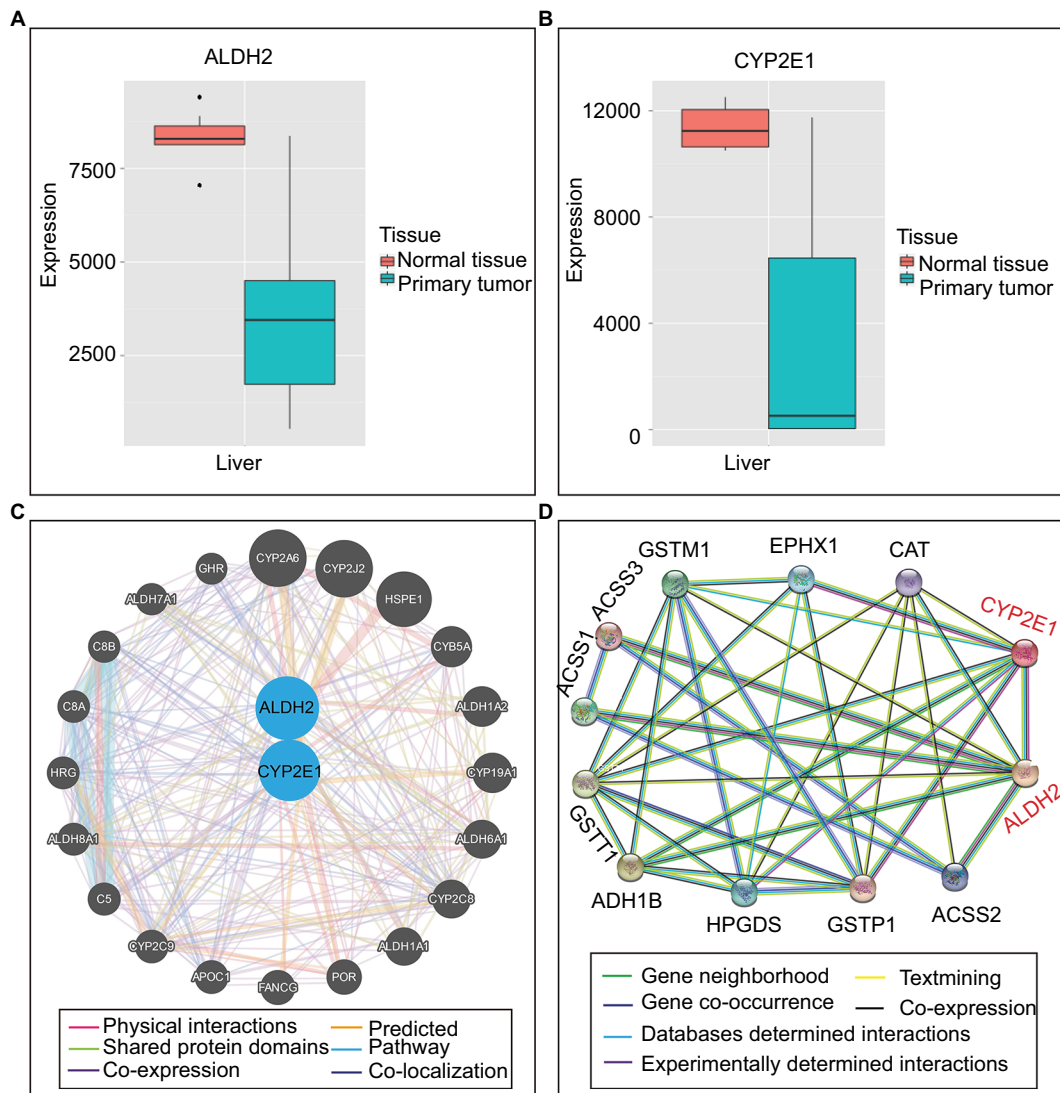 A
ALDH2
Expression
7500
5000
2500
Liver
Tissue
Normal tissue
Primary tumor
B
CYP2E1
Expression
12000
8000
4000
0
Liver
Tissue
Normal tissue
Primary tumor
C
CYP2A6
CYP2J2
HSPE1
CYB5A
ALDH1A2
CYP19A1
ALDH6A1
CYP2C8
ALDH1A1
POR
FANCG
APOC1
CYP2C9
C5
ALDH8A1
HRG
C8A
C8B
ALDH7A1
GHR
ALDH2
CYP2E1
Physical interactions
Shared protein domains
Co-expression
Predicted
Pathway
Co-localization
D
GSTM1
EPHX1
CAT
CYP2E1
ALDH2
ACSS2
GSTP1
HPGDS
ADH1B
GSTT1
ACSS1
ACSS3
Gene neighborhood
Gene co-occurrence
Databases determined interactions
Experimentally determined interactions
Textmining
Co-expression